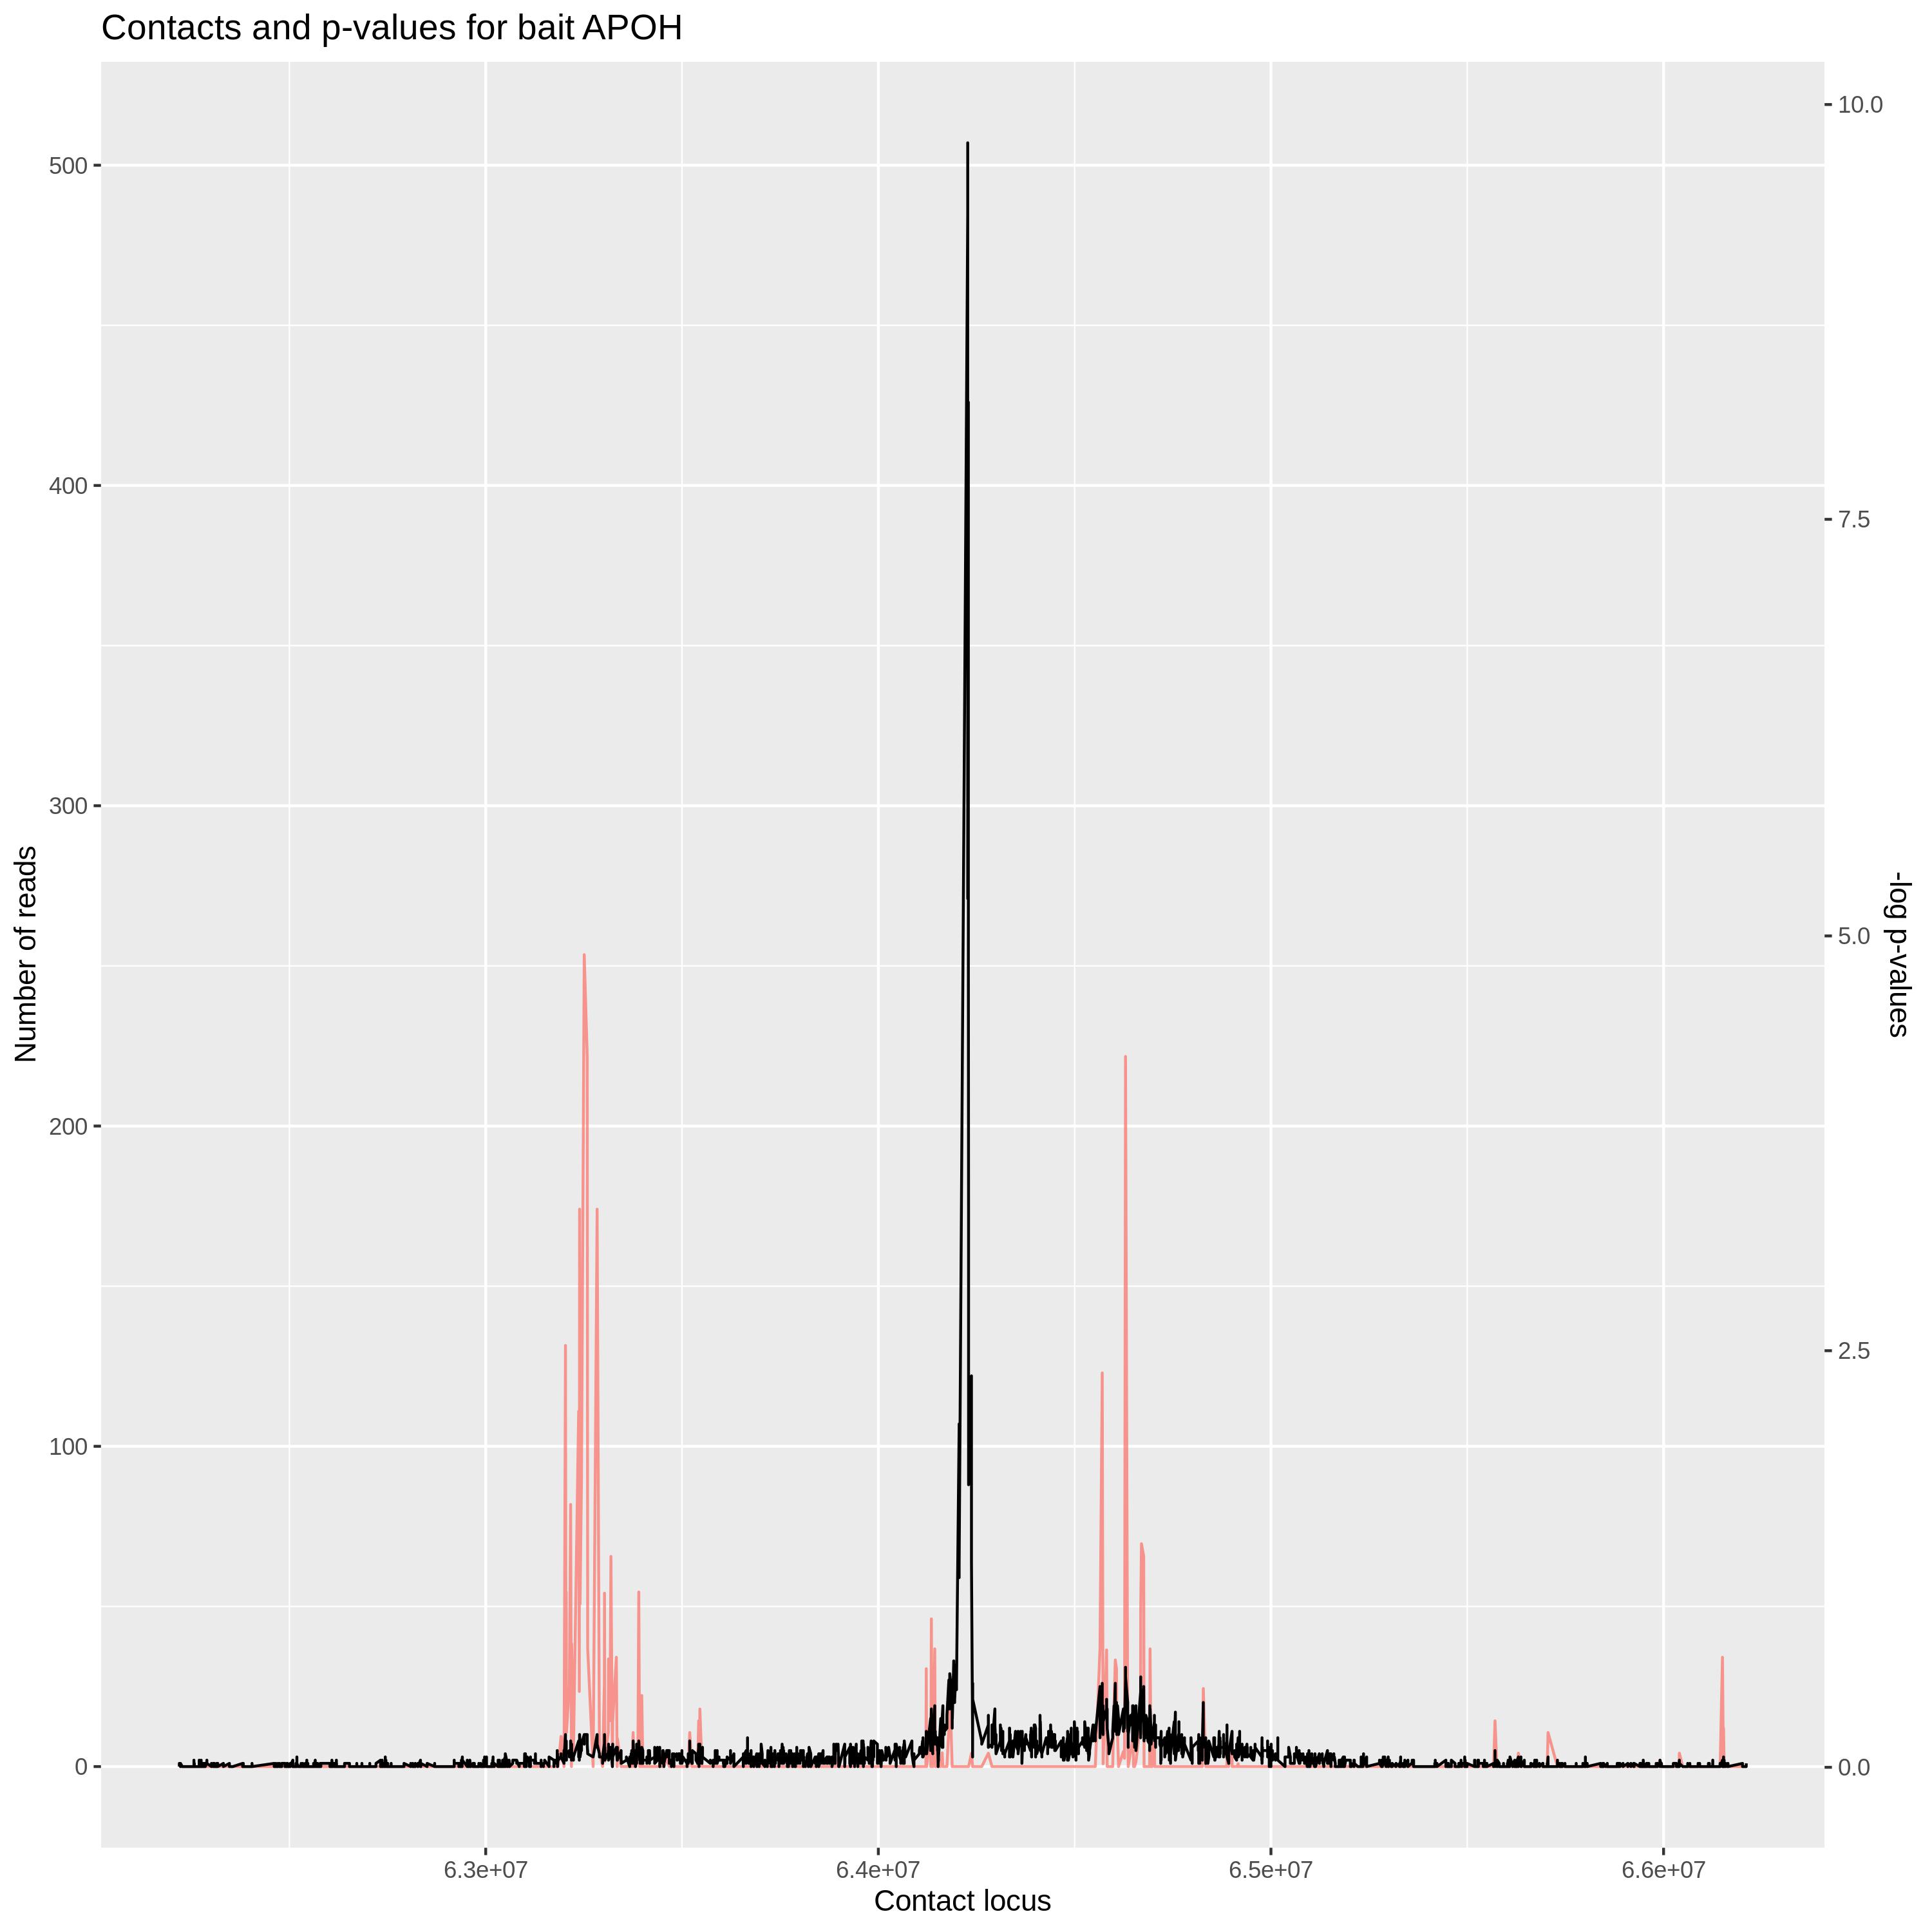 Contacts and p-values for bait APOH
10.0
500
400
7.5
300
Number of reads
-log p-values
5.0
200
2.5
100
0
0.0
6.3e+07
6.4e+07
6.5e+07
6.6e+07
Contact locus